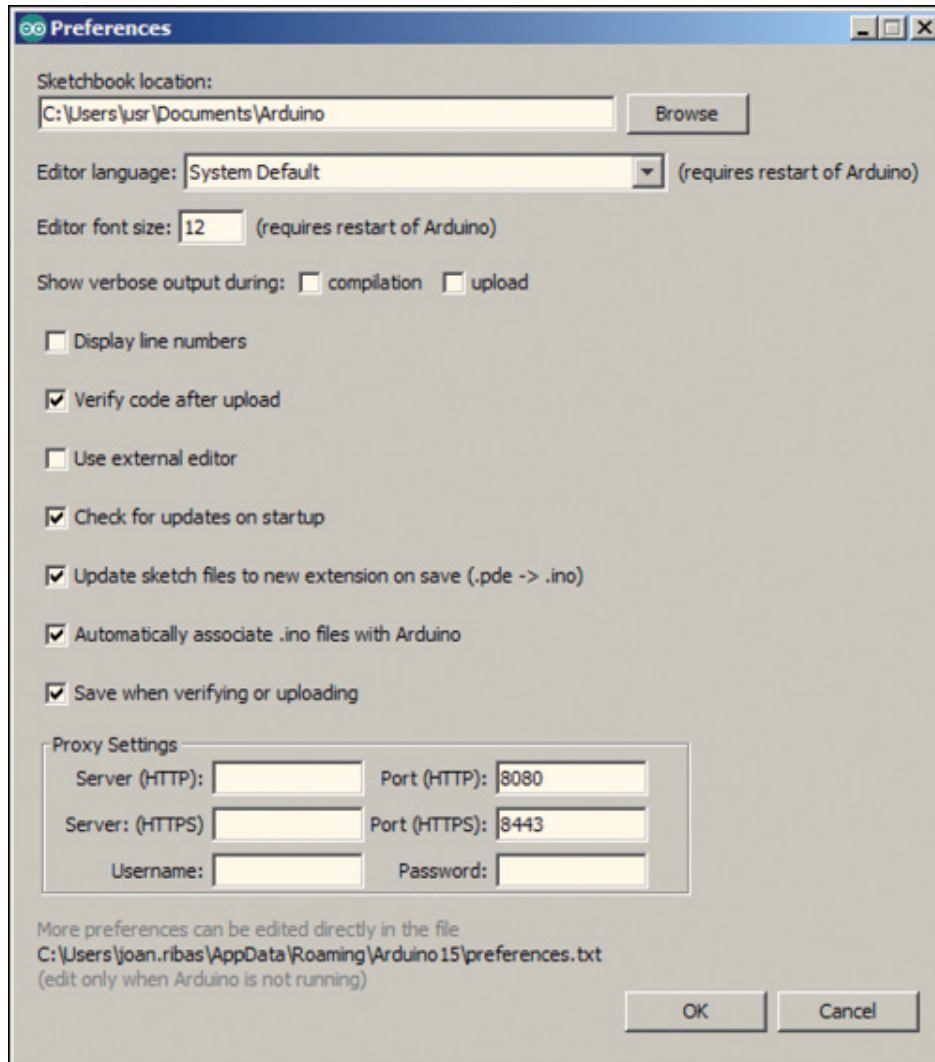 Preferences
Sketchbook location:
C:\Users\usr\Documents\Arduino Browse
Editor language: System Default (requires restart of Arduino)
Editor font size: 12 (requires restart of Arduino)
Show verbose output during: compilation upload
Display line numbers
Verify code after upload
Use external editor
Check for updates on startup
Update sketch files to new extension on save (.pde -> .ino)
Automatically associate .ino files with Arduino
Save when verifying or uploading
Proxy Settings
Server (HTTP): Port (HTTP): 8080
Server: (HTTPS) Port (HTTPS): 8443
Username: Password:
More preferences can be edited directly in the file
C:\Users\joan.ribas\AppData\Roaming\Arduino15\preferences.txt
(edit only when Arduino is not running)
OK Cancel